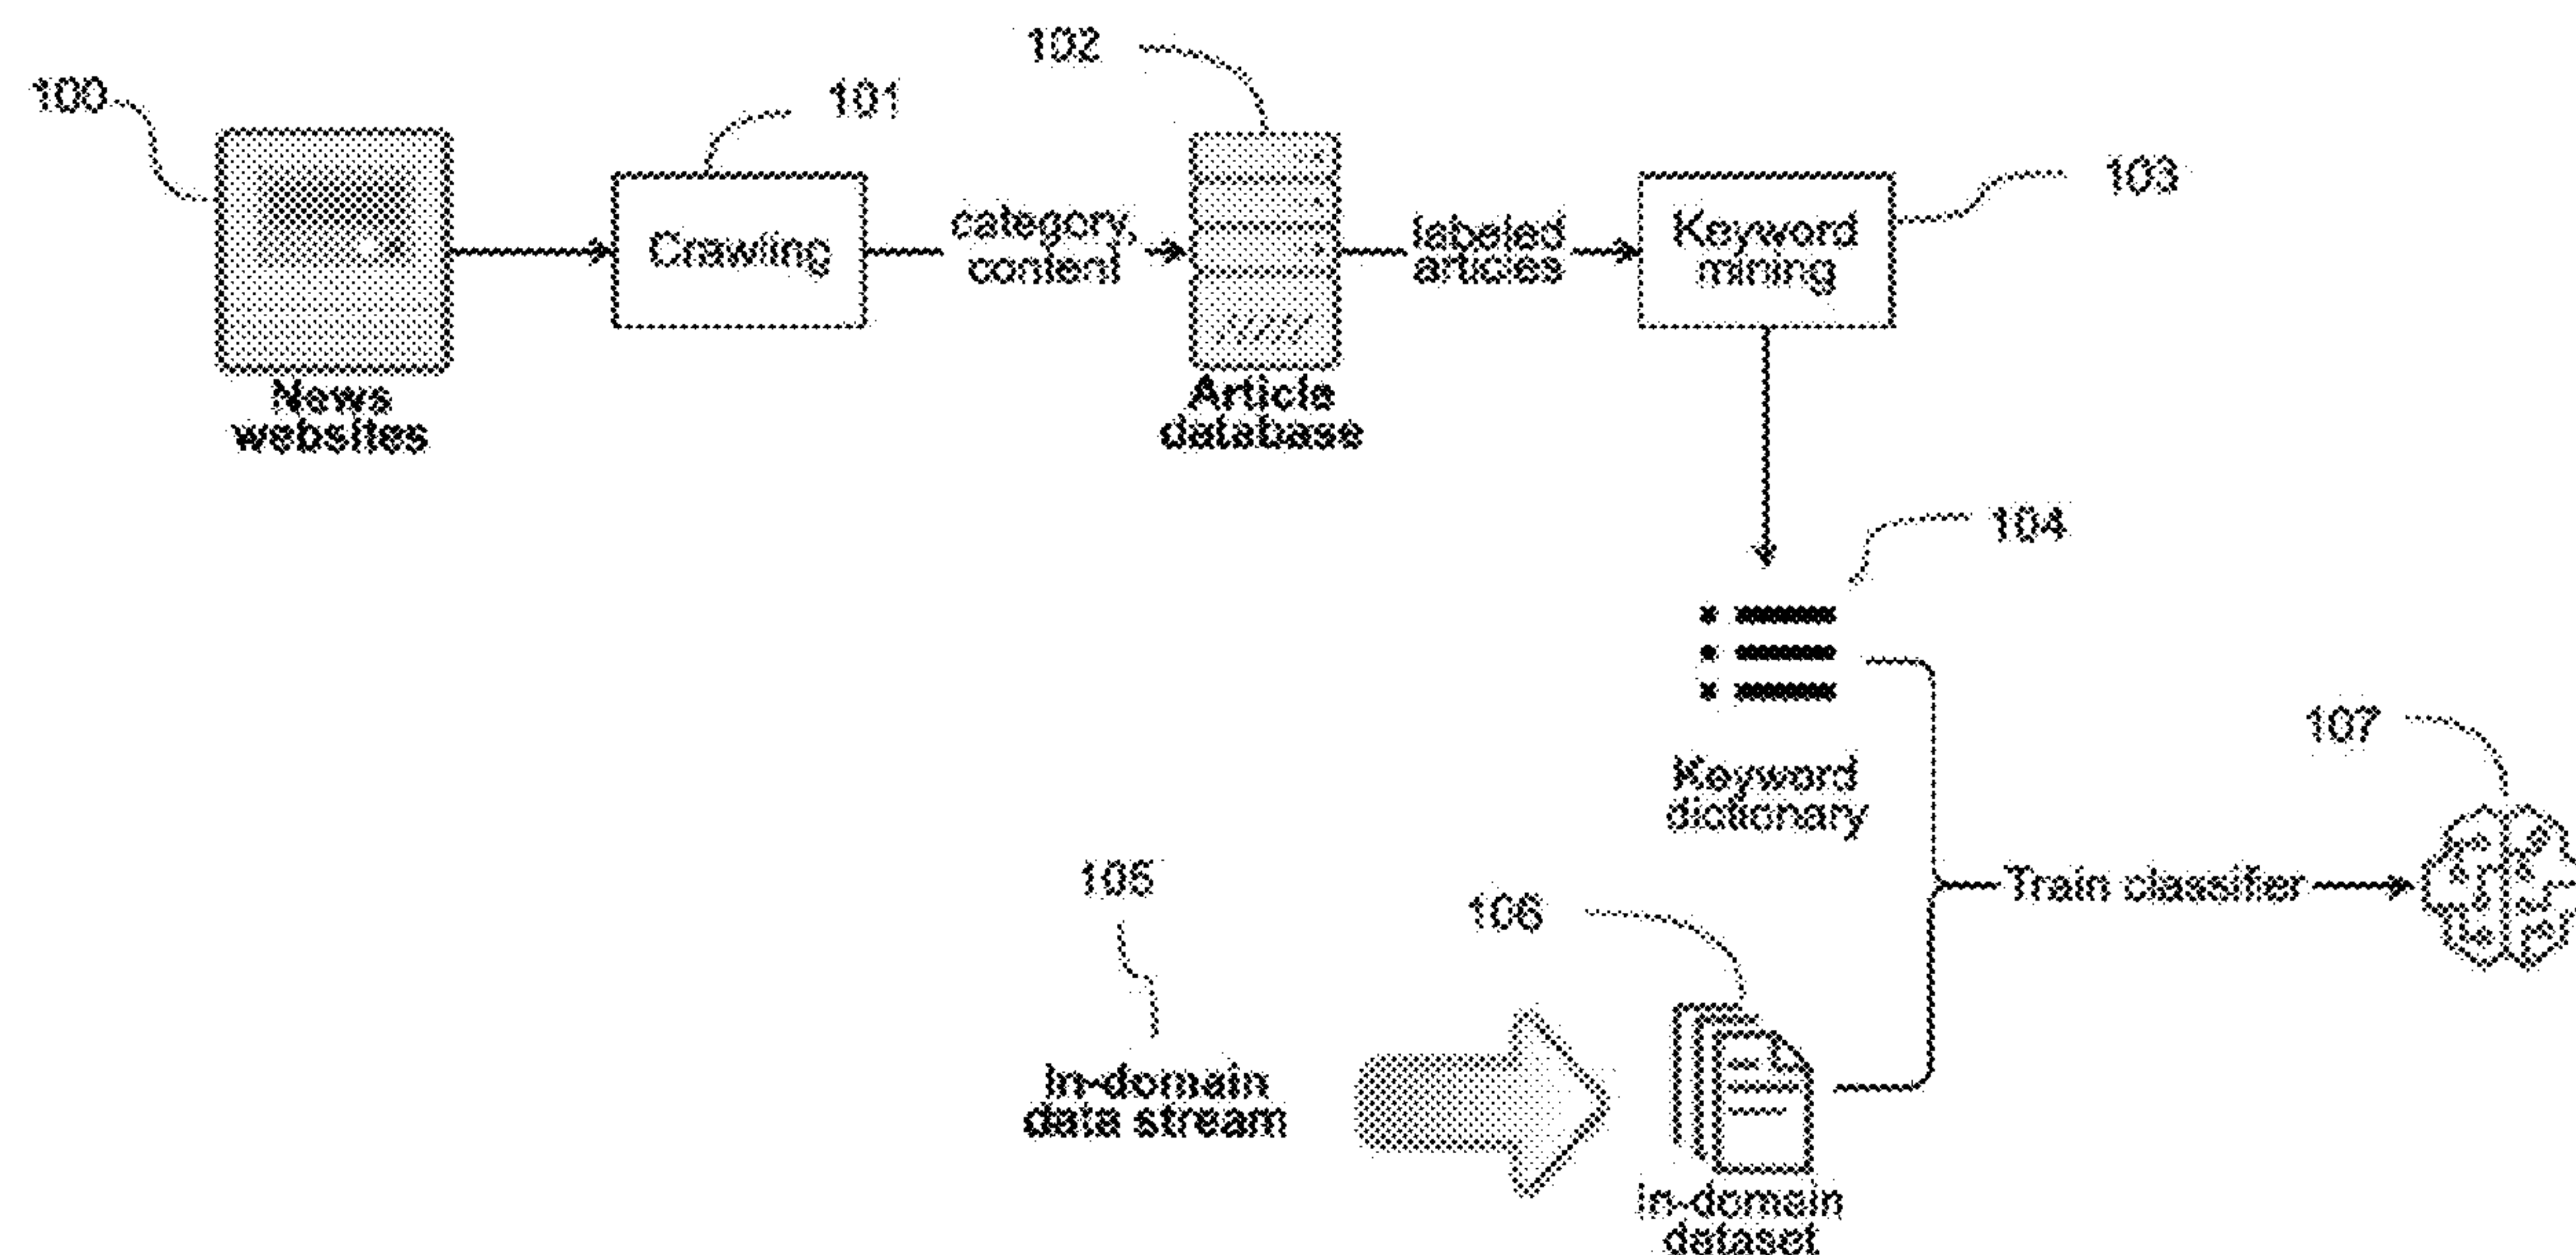 100
101
102
103
News
websites
Crawling
category,
content
Article
database
labeled
articles
Keyword
mining
104
Keyword
dictionary
105
In-domain
data stream
106
In-domain
dataset
Train classifier
107